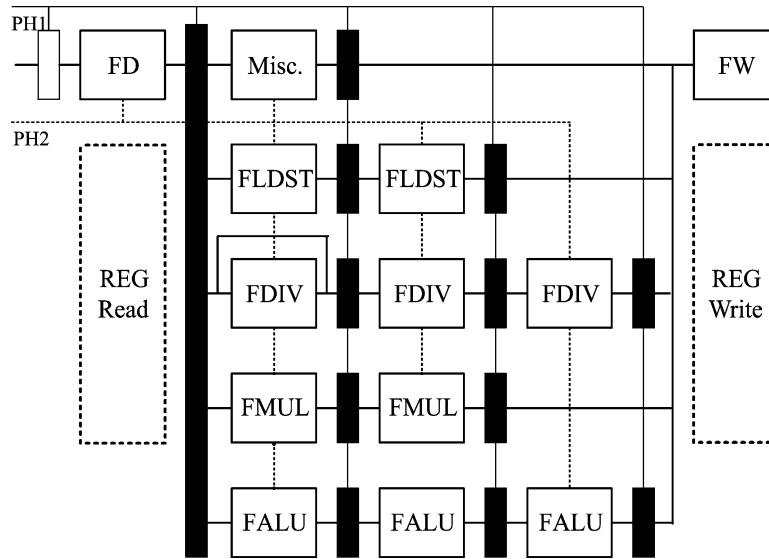 PH1
FD
Misc.
FW
PH2
FLDST
FLDST
REG
Read
REG
Write
FDIV
FDIV
FDIV
FMUL
FMUL
FALU
FALU
FALU